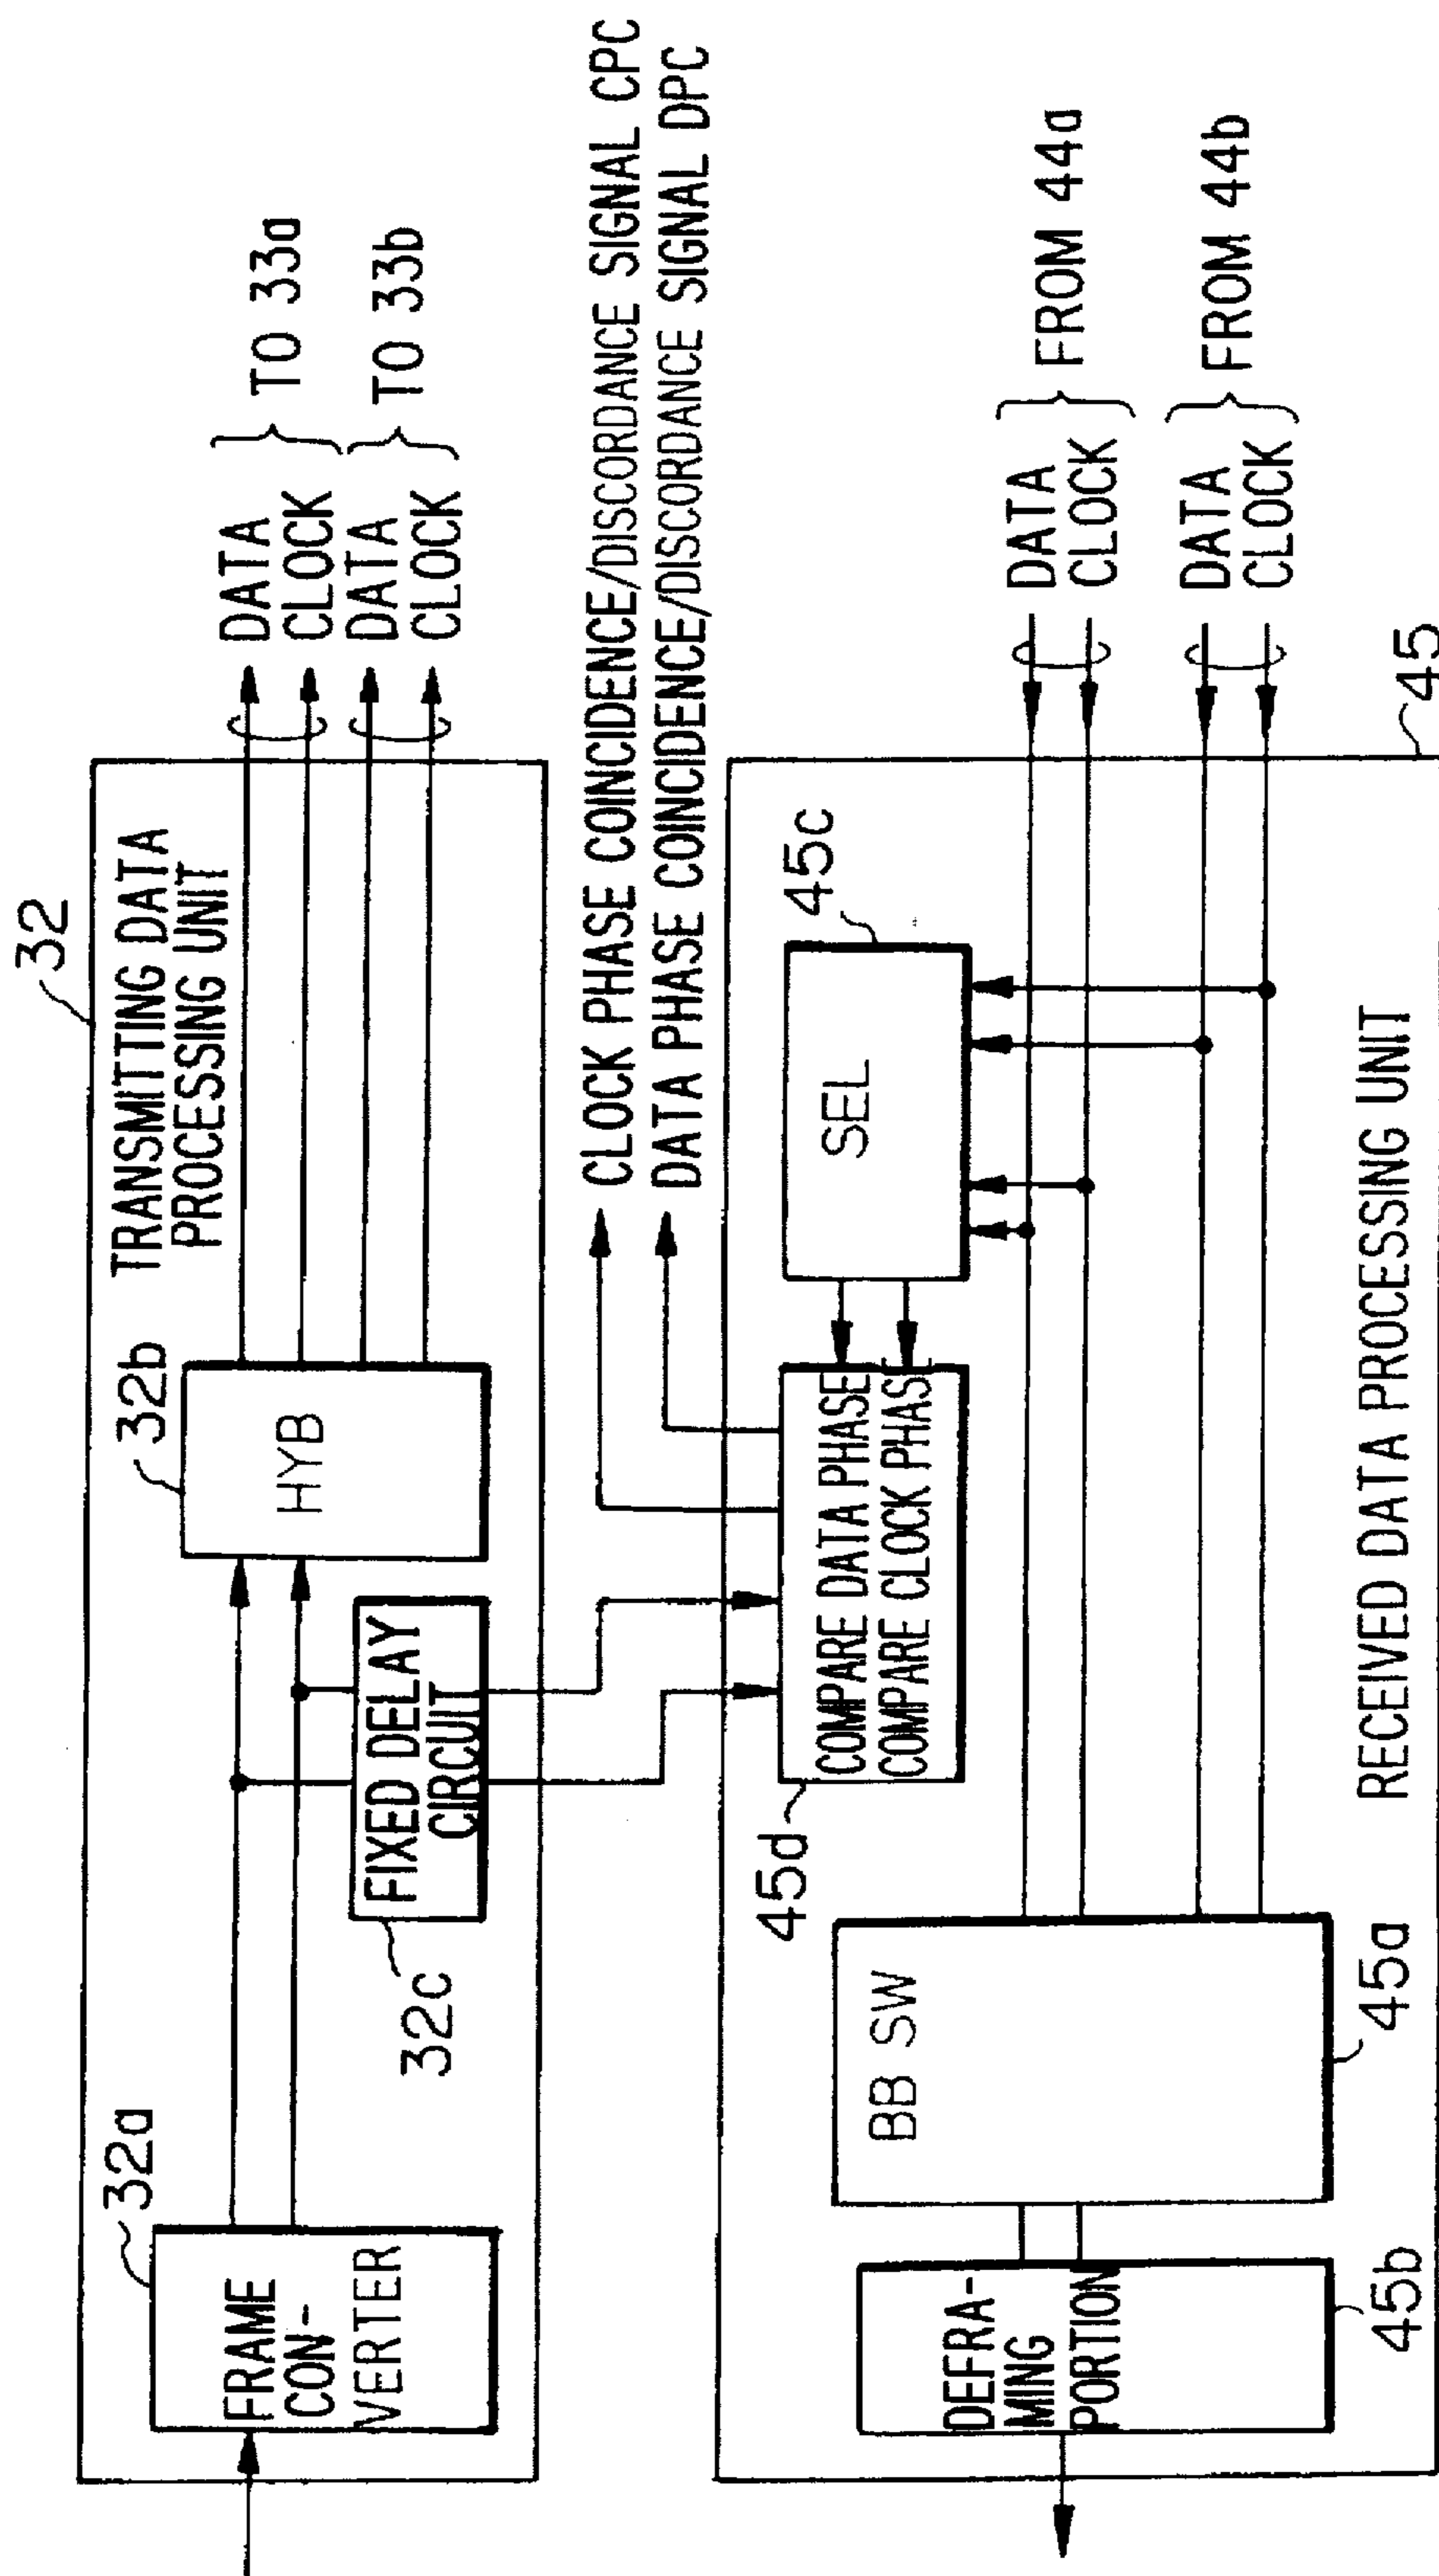 32
TRANSMITTING DATA
PROCESSING UNIT
32a
FRAME
CON-
VERTER
32b
HYB
32c
FIXED DELAY
CIRCUIT
DATA
CLOCK
TO 33a
DATA
CLOCK
TO 33b
CLOCK PHASE COINCIDENCE/DISCORDANCE SIGNAL CPC
DATA PHASE COINCIDENCE/DISCORDANCE SIGNAL DPC
45c
SEL
45d
COMPARE DATA PHASE
COMPARE CLOCK PHASE
BB SW
45a
DEFRA-
MING
PORTION
45b
DATA
CLOCK
FROM 44a
DATA
CLOCK
FROM 44b
RECEIVED DATA PROCESSING UNIT
45